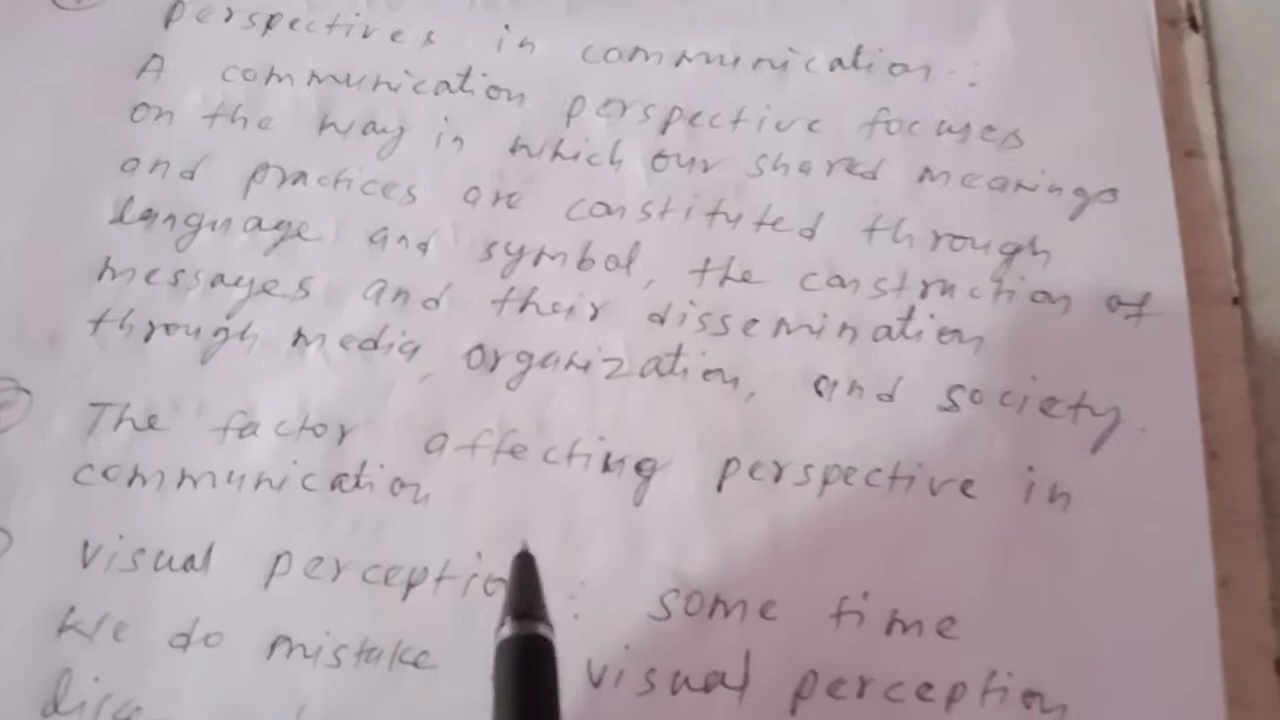 perspectives in communication :
A communication perspective focuses
on the way in which our shared meanings
and practices are constituted through
language and symbol, the construction of
messages and their dissemination
through media, organization, and society.
The factor affecting perspective in
communication
visual perception : some time
We do mistake visual perception